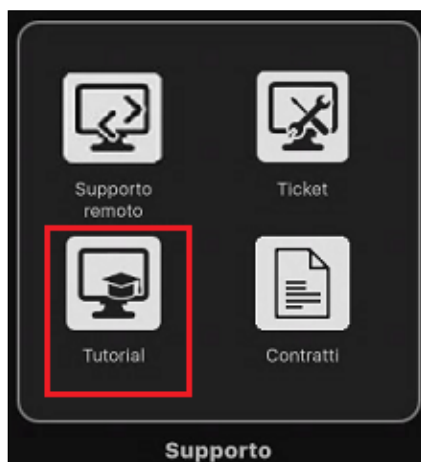 Supporto
remoto
Ticket
Tutorial
Contratti
Supporto